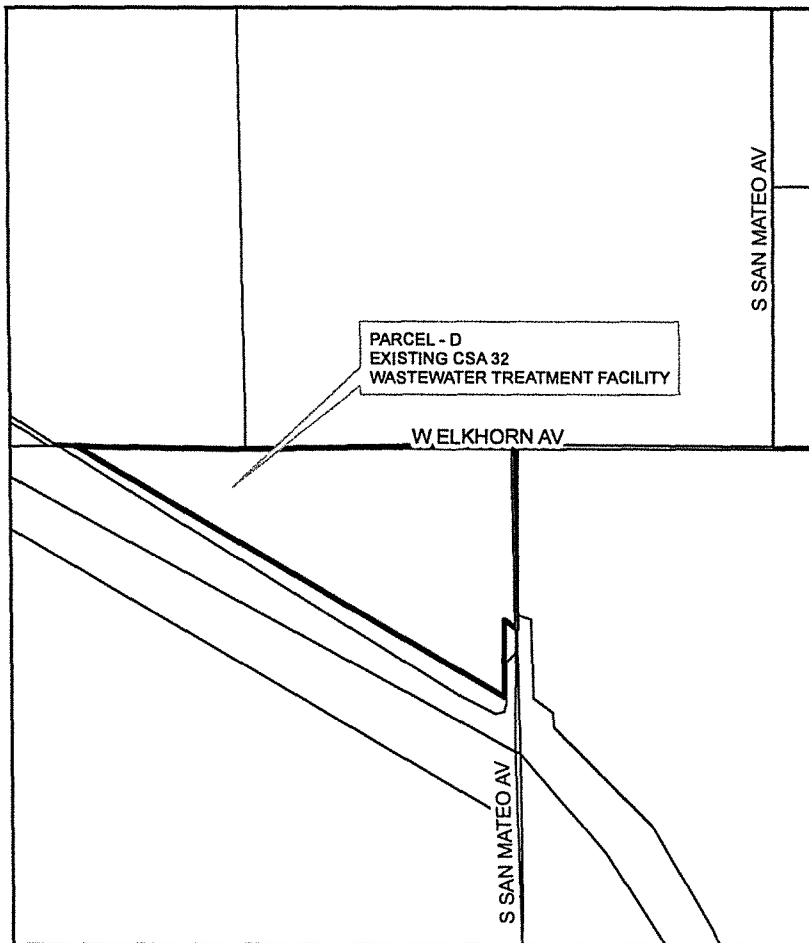 S SAN MATEO AV
PARCEL - D
EXISTING CSA 32
WASTEWATER TREATMENT FACILITY
W ELKHORN AV
S SAN MATEO AV